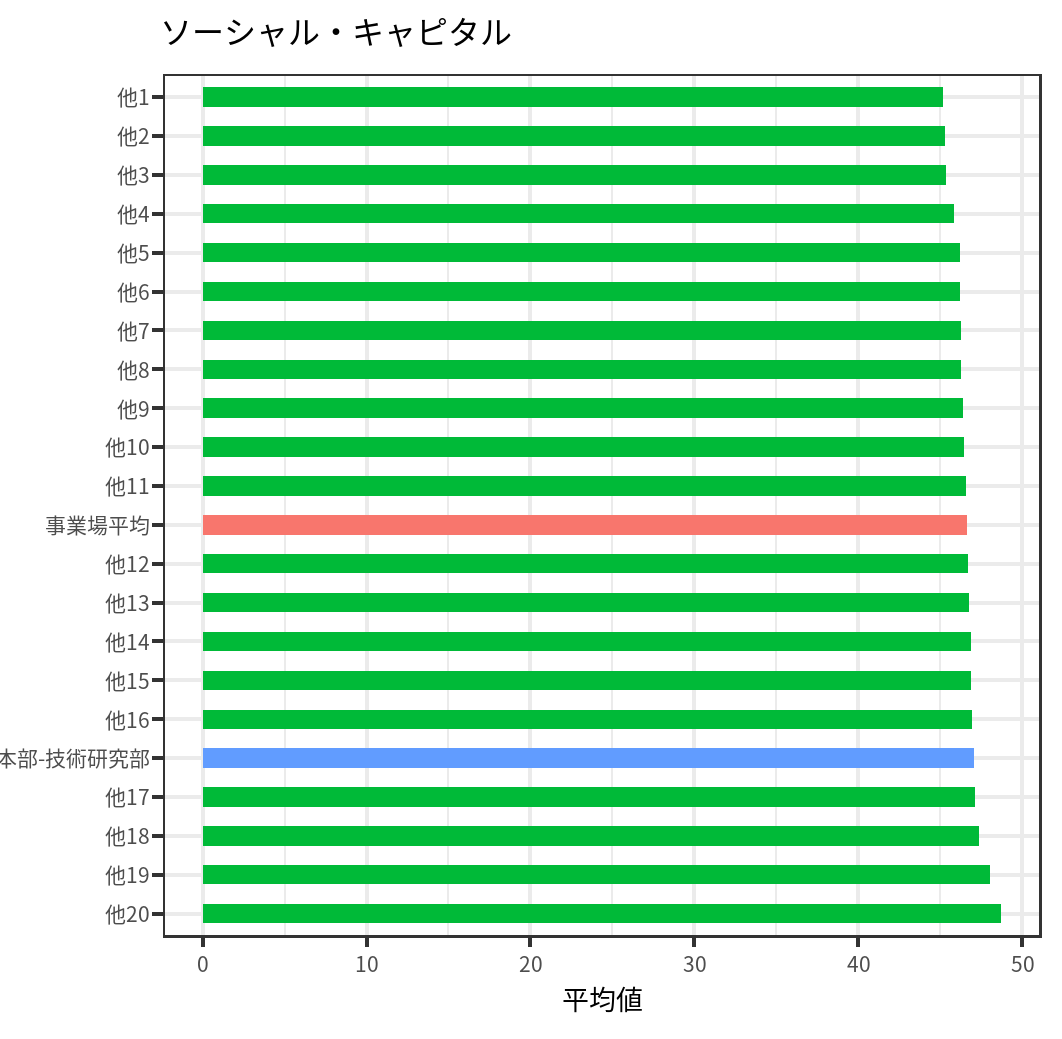 ソーシャル・キャピタル
他1
他2
他3
他4
他5
他6
他7
他8
他9
他10
他11
事業場平均
他12
他13
他14
他15
他16
本部-技術研究部
他17
他18
他19
他20
0 10 20 30 40 50
平均値